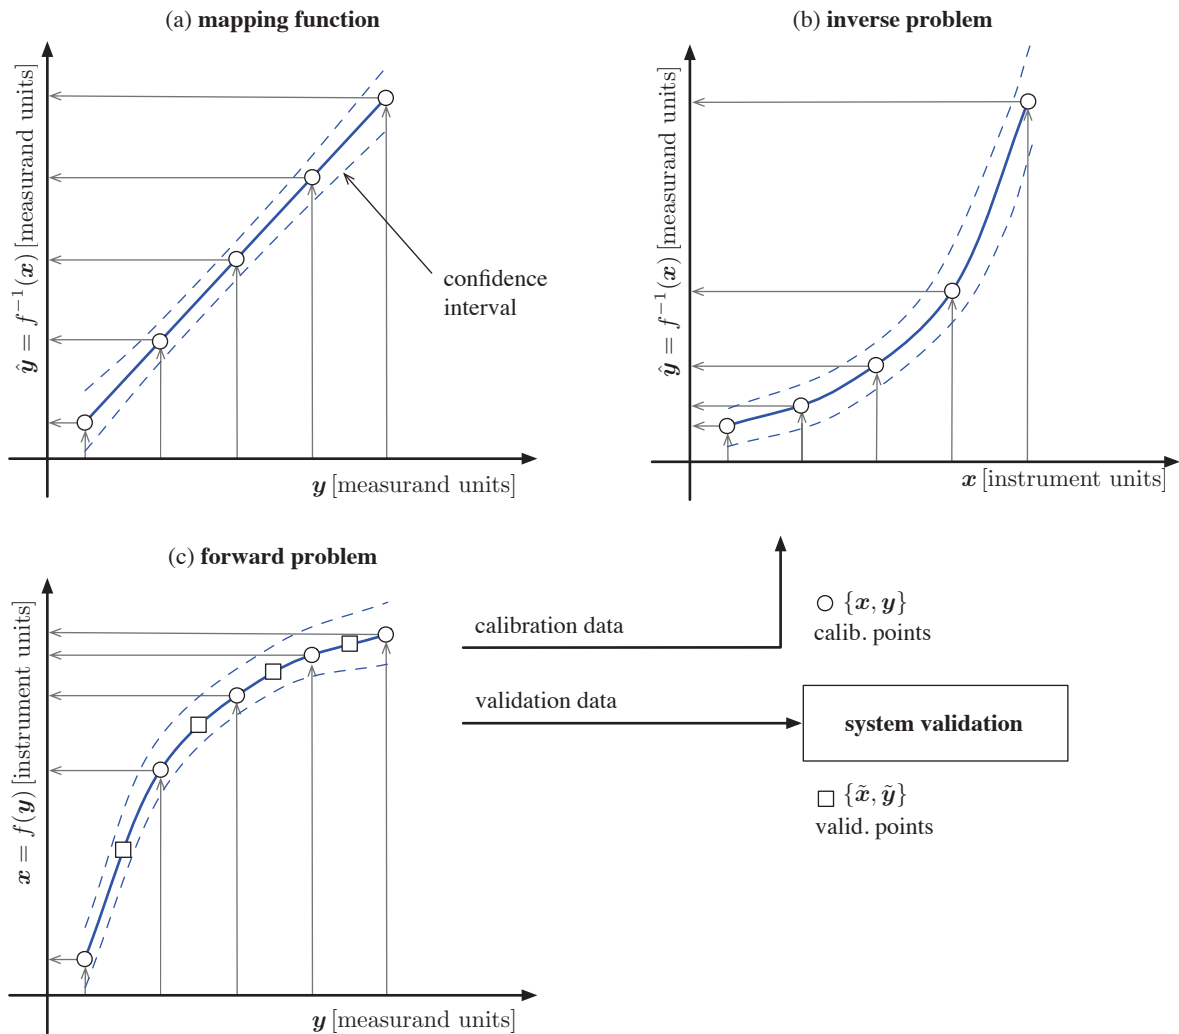 (a) mapping function
ŷ = f⁻¹(x) [measurand units]
confidence
interval
y [measurand units]
(b) inverse problem
ŷ = f⁻¹(x) [measurand units]
x [instrument units]
(c) forward problem
x = f(y) [instrument units]
y [measurand units]
calibration data
{x, y}
calib. points
validation data
system validation
{x̃, ỹ}
valid. points